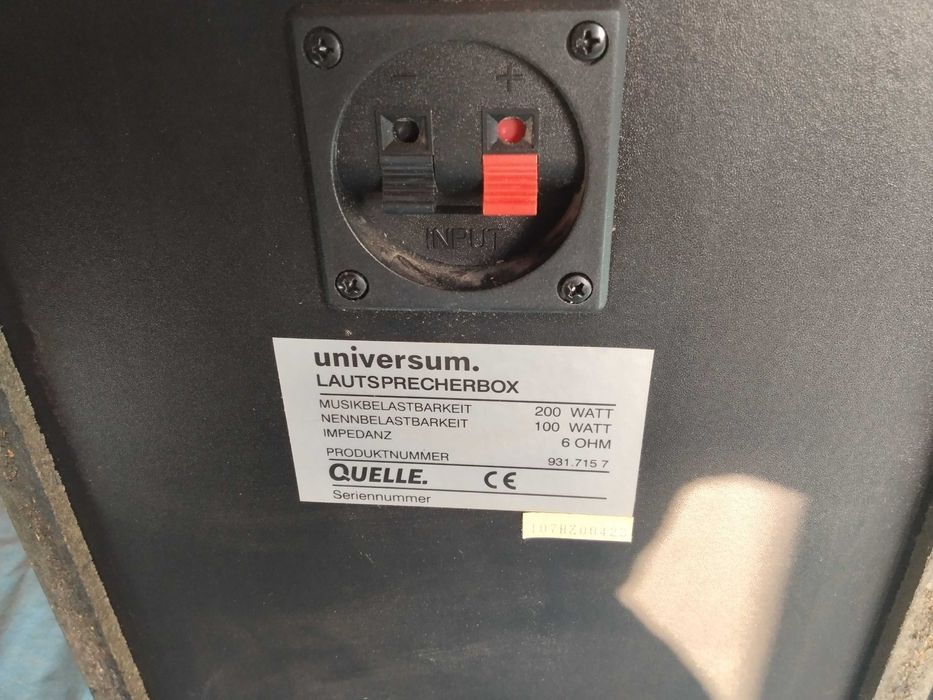 - +
INPUT
universum.
LAUTSPRECHERBOX
MUSIKBELASTBARKEIT 200 WATT
NENNBELASTBARKEIT 100 WATT
IMPEDANZ 6 OHM
PRODUKTNUMMER 931.715 7
QUELLE. CE
Seriennummer